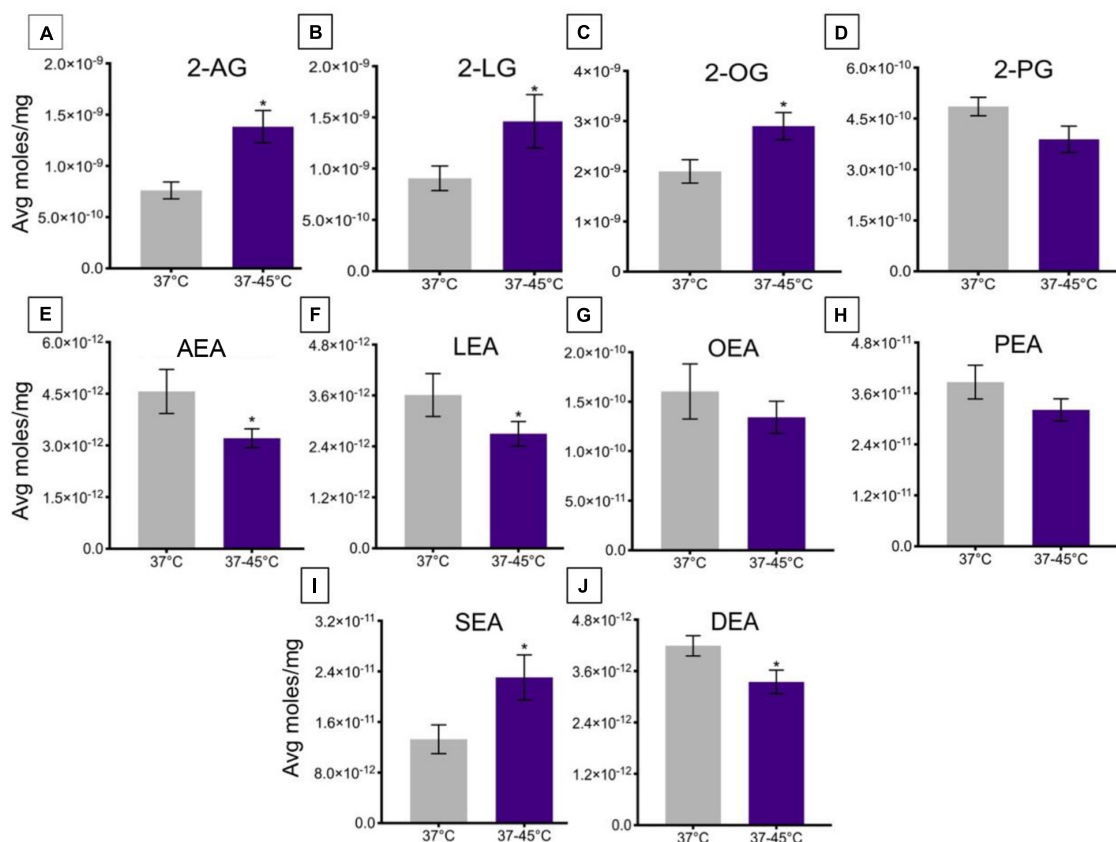 A
B
C
D
2-AG
2-LG
2-OG
2-PG
Avg moles/mg
2.0×10⁻⁹
1.5×10⁻⁹
1.0×10⁻⁹
5.0×10⁻¹⁰
0.0
*
37°C
37-45°C
2.0×10⁻⁹
1.5×10⁻⁹
1.0×10⁻⁹
5.0×10⁻¹⁰
0.0
*
37°C
37-45°C
4×10⁻⁹
3×10⁻⁹
2×10⁻⁹
1×10⁻⁹
0
*
37°C
37-45°C
6.0×10⁻¹⁰
4.5×10⁻¹⁰
3.0×10⁻¹⁰
1.5×10⁻¹⁰
0.0
37°C
37-45°C
E
F
G
H
AEA
LEA
OEA
PEA
Avg moles/mg
6.0×10⁻¹²
4.5×10⁻¹²
3.0×10⁻¹²
1.5×10⁻¹²
0.0
*
37°C
37-45°C
4.8×10⁻¹²
3.6×10⁻¹²
2.4×10⁻¹²
1.2×10⁻¹²
0.0
*
37°C
37-45°C
2.0×10⁻¹⁰
1.5×10⁻¹⁰
1.0×10⁻¹⁰
5.0×10⁻¹¹
0.0
37°C
37-45°C
4.8×10⁻¹¹
3.6×10⁻¹¹
2.4×10⁻¹¹
1.2×10⁻¹¹
0.0
37°C
37-45°C
I
J
SEA
DEA
Avg moles/mg
3.2×10⁻¹¹
2.4×10⁻¹¹
1.6×10⁻¹¹
8.0×10⁻¹²
0.0
*
37°C
37-45°C
4.8×10⁻¹²
3.6×10⁻¹²
2.4×10⁻¹²
1.2×10⁻¹²
0.0
*
37°C
37-45°C